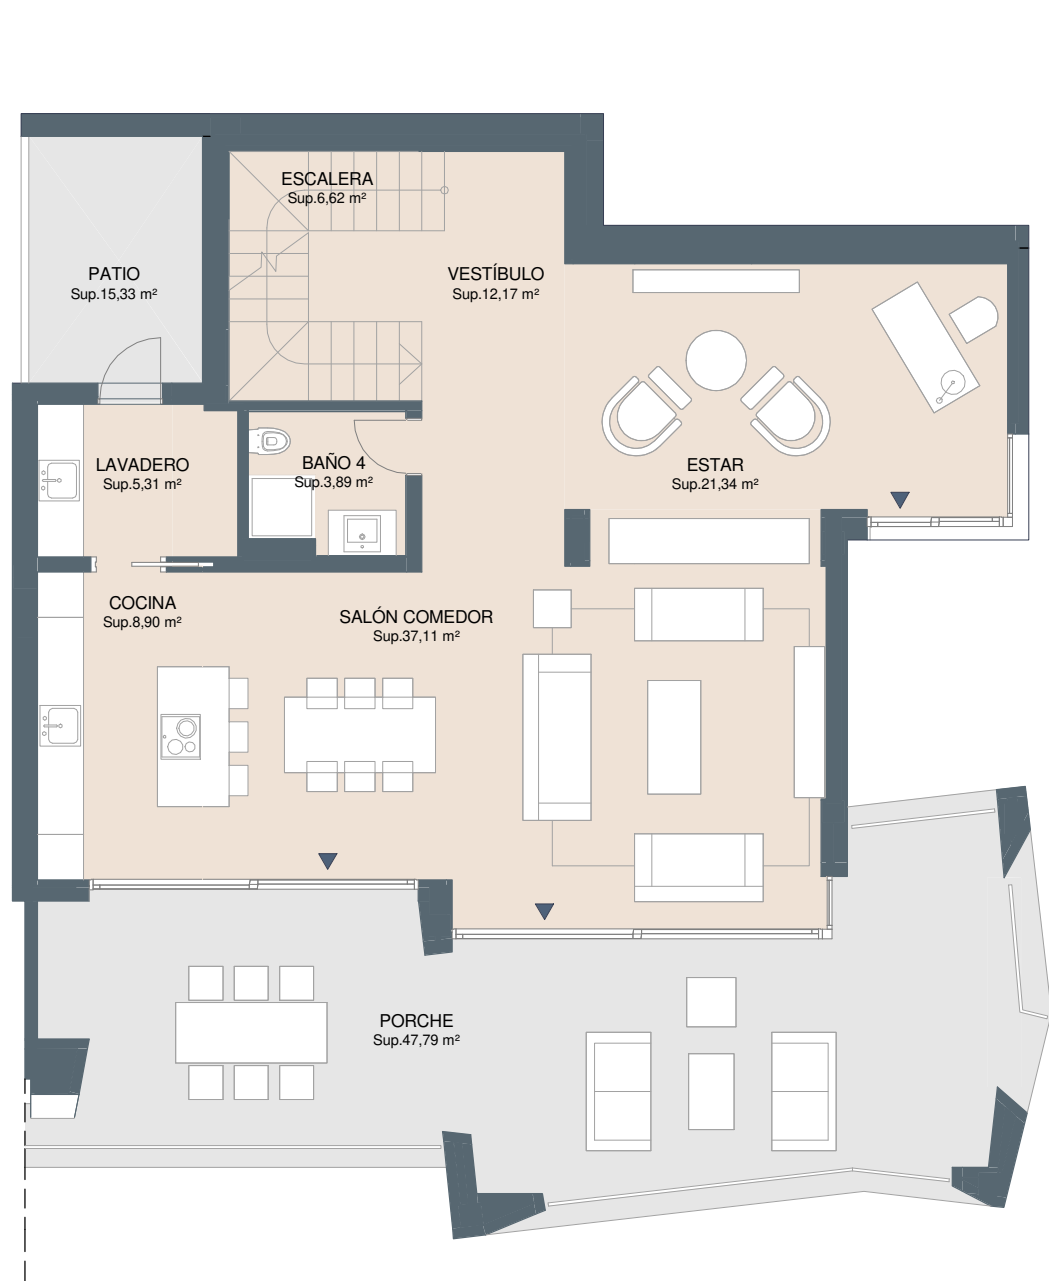 ESCALERA
Sup.6,62 m²
PATIO
Sup.15,33 m²
VESTÍBULO
Sup.12,17 m²
LAVADERO
Sup.5,31 m²
BAÑO 4
Sup.3,89 m²
ESTAR
Sup.21,34 m²
COCINA
Sup.8,90 m²
SALÓN COMEDOR
Sup.37,11 m²
PORCHE
Sup.47,79 m²